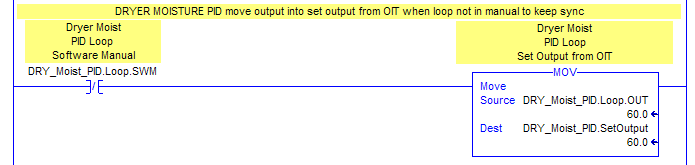 DRYER MOISTURE PID move output into set output from OIT when loop not in manual to keep sync
Dryer Moist
PID Loop
Software Manual
DRY_Moist_PID.Loop.SWM
Dryer Moist
PID Loop
Set Output from OIT
MOV
Move
Source DRY_Moist_PID.Loop.OUT
60.0
Dest DRY_Moist_PID.SetOutput
60.0